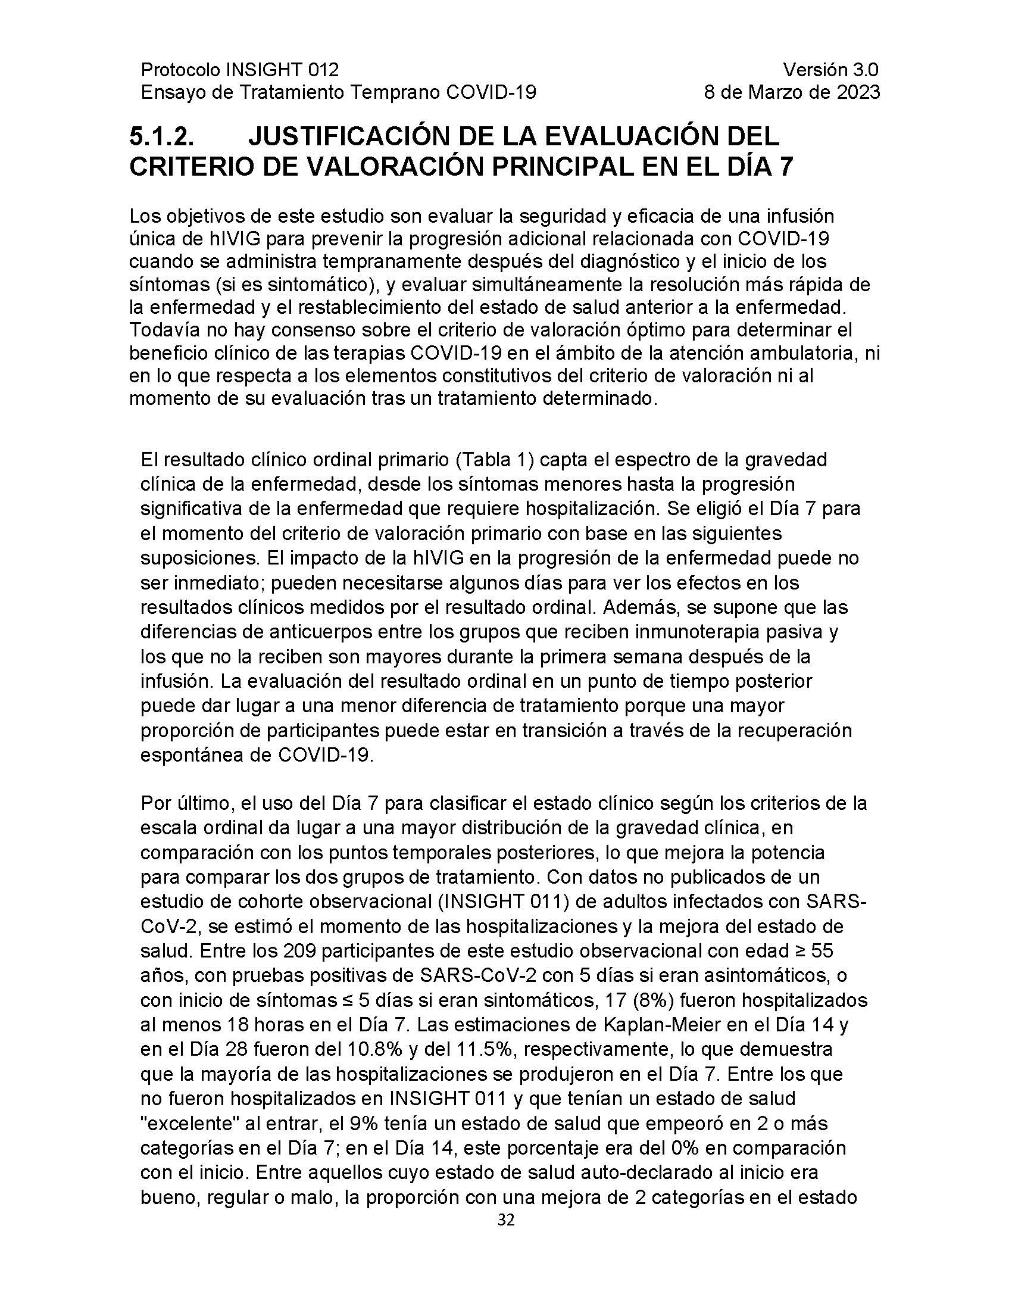 Protocolo INSIGHT 012 Versión 3.0
Ensayo de Tratamiento Temprano COVID-19 8 de Marzo de 2023
5.1.2. JUSTIFICACIÓN DE LA EVALUACIÓN DEL
CRITERIO DE VALORACIÓN PRINCIPAL EN EL DÍA 7
Los objetivos de este estudio son evaluar la seguridad y eficacia de una infusión
única de hIVIG para prevenir la progresión adicional relacionada con COVID-19
cuando se administra tempranamente después del diagnóstico y el inicio de los
síntomas (si es sintomático), y evaluar simultáneamente la resolución más rápida de
la enfermedad y el restablecimiento del estado de salud anterior a la enfermedad.
Todavía no hay consenso sobre el criterio de valoración óptimo para determinar el
beneficio clínico de las terapias COVID-19 en el ámbito de la atención ambulatoria, ni
en lo que respecta a los elementos constitutivos del criterio de valoración ni al
momento de su evaluación tras un tratamiento determinado.
El resultado clínico ordinal primario (Tabla 1) capta el espectro de la gravedad
clínica de la enfermedad, desde los síntomas menores hasta la progresión
significativa de la enfermedad que requiere hospitalización. Se eligió el Día 7 para
el momento del criterio de valoración primario con base en las siguientes
suposiciones. El impacto de la hIVIG en la progresión de la enfermedad puede no
ser inmediato; pueden necesitarse algunos días para ver los efectos en los
resultados clínicos medidos por el resultado ordinal. Además, se supone que las
diferencias de anticuerpos entre los grupos que reciben inmunoterapia pasiva y
los que no la reciben son mayores durante la primera semana después de la
infusión. La evaluación del resultado ordinal en un punto de tiempo posterior
puede dar lugar a una menor diferencia de tratamiento porque una mayor
proporción de participantes puede estar en transición a través de la recuperación
espontánea de COVID-19.
Por último, el uso del Día 7 para clasificar el estado clínico según los criterios de la
escala ordinal da lugar a una mayor distribución de la gravedad clínica, en
comparación con los puntos temporales posteriores, lo que mejora la potencia
para comparar los dos grupos de tratamiento. Con datos no publicados de un
estudio de cohorte observacional (INSIGHT 011) de adultos infectados con SARS-
CoV-2, se estimó el momento de las hospitalizaciones y la mejora del estado de
salud. Entre los 209 participantes de este estudio observacional con edad ≥ 55
años, con pruebas positivas de SARS-CoV-2 con 5 días si eran asintomáticos, o
con inicio de síntomas ≤ 5 días si eran sintomáticos, 17 (8%) fueron hospitalizados
al menos 18 horas en el Día 7. Las estimaciones de Kaplan-Meier en el Día 14 y
en el Día 28 fueron del 10.8% y del 11.5%, respectivamente, lo que demuestra
que la mayoría de las hospitalizaciones se produjeron en el Día 7. Entre los que
no fueron hospitalizados en INSIGHT 011 y que tenían un estado de salud
"excelente" al entrar, el 9% tenía un estado de salud que empeoró en 2 o más
categorías en el Día 7; en el Día 14, este porcentaje era del 0% en comparación
con el inicio. Entre aquellos cuyo estado de salud auto-declarado al inicio era
bueno, regular o malo, la proporción con una mejora de 2 categorías en el estado
32